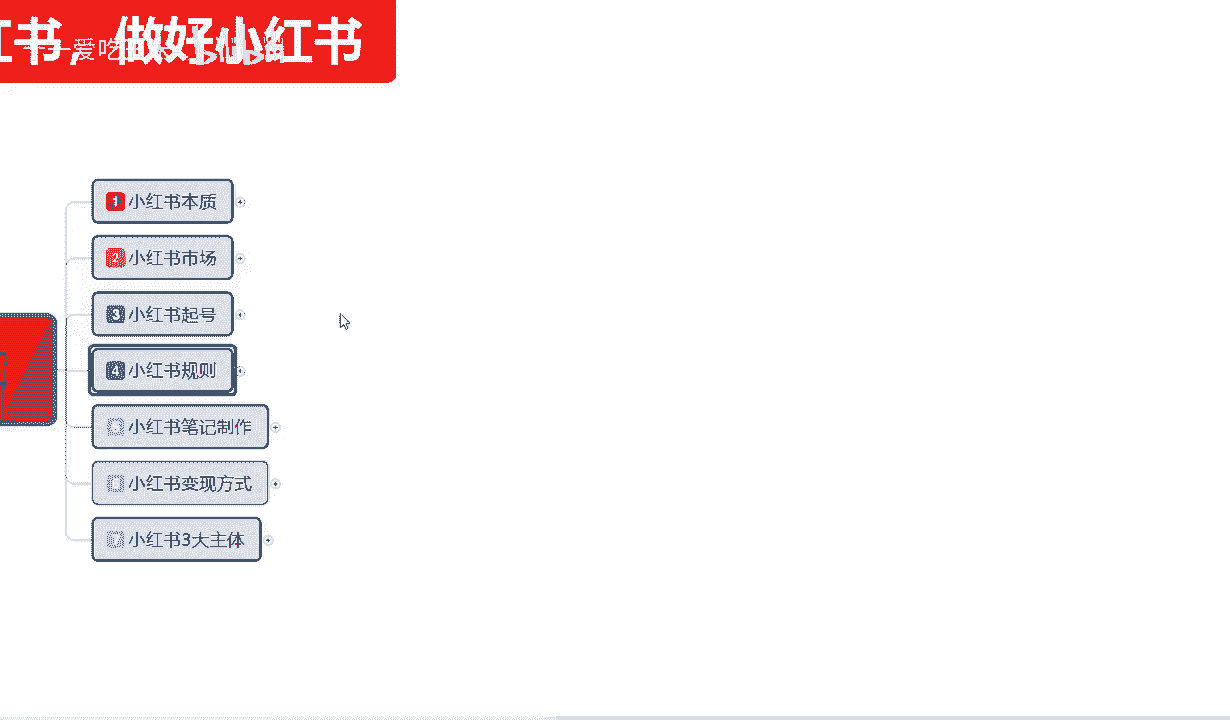 红书，做好小红书
爱吃
bilibili
1 小红书本质
2 小红书市场
3 小红书起号
4 小红书规则
小红书笔记制作
小红书变现方式
7 小红书3大主体